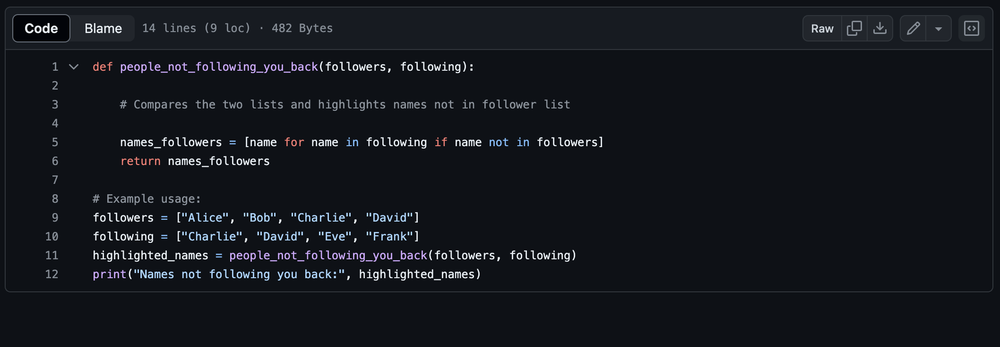 Code Blame 14 lines (9 loc) · 482 Bytes Raw
1 def people_not_following_you_back(followers, following):
2
3     # Compares the two lists and highlights names not in follower list
4
5     names_followers = [name for name in following if name not in followers]
6     return names_followers
7
8 # Example usage:
9 followers = ["Alice", "Bob", "Charlie", "David"]
10 following = ["Charlie", "David", "Eve", "Frank"]
11 highlighted_names = people_not_following_you_back(followers, following)
12 print("Names not following you back:", highlighted_names)